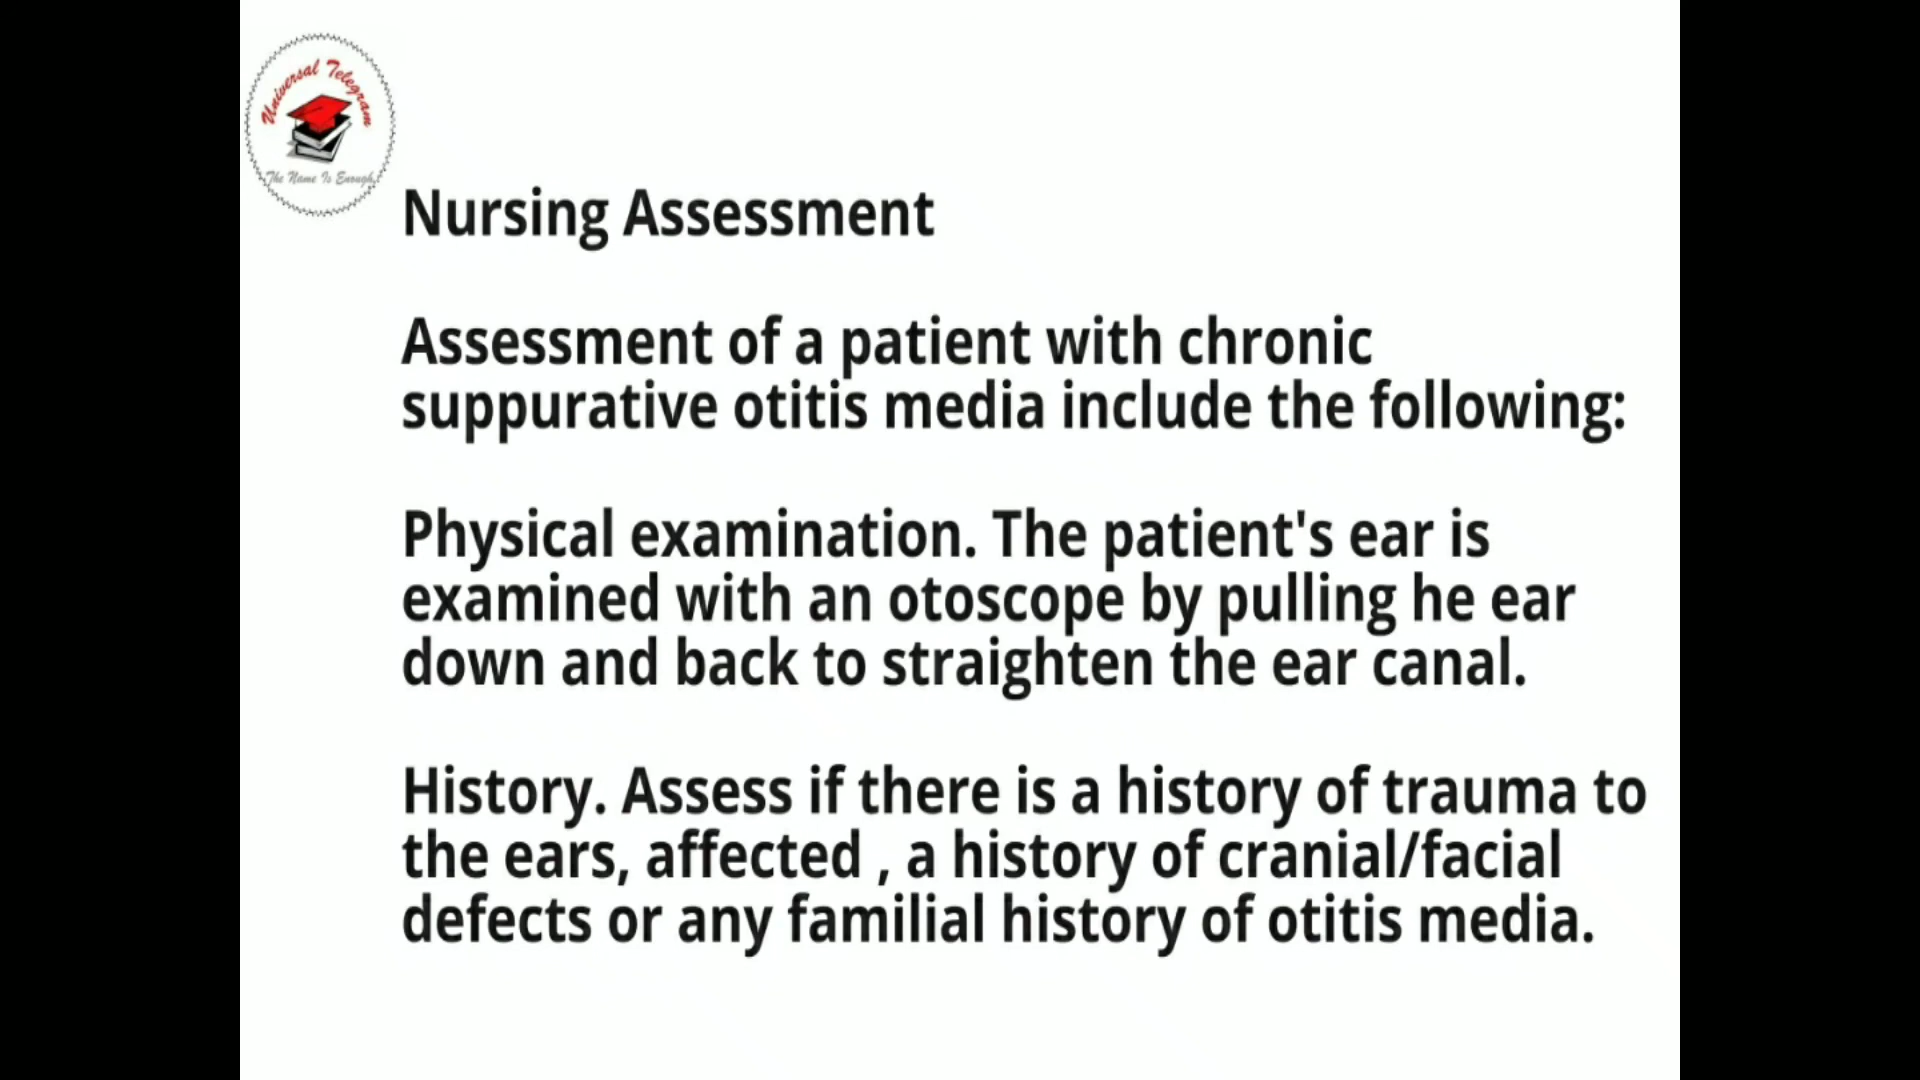 Universal Telegram
The Name Is Enough
Nursing Assessment
Assessment of a patient with chronic
suppurative otitis media include the following:
Physical examination. The patient's ear is
examined with an otoscope by pulling he ear
down and back to straighten the ear canal.
History. Assess if there is a history of trauma to
the ears, affected , a history of cranial/facial
defects or any familial history of otitis media.